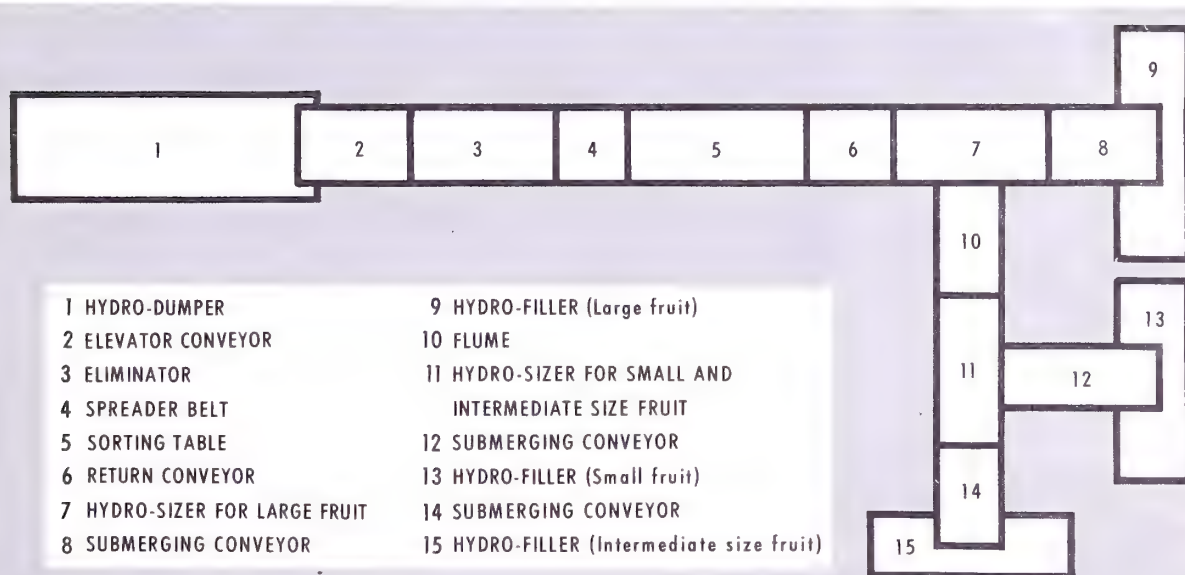 1
2
3
4
5
6
7
8
9
10
11
12
13
14
15
1 HYDRO-DUMPER
2 ELEVATOR CONVEYOR
3 ELIMINATOR
4 SPREADER BELT
5 SORTING TABLE
6 RETURN CONVEYOR
7 HYDRO-SIZER FOR LARGE FRUIT
8 SUBMERGING CONVEYOR
9 HYDRO-FILLER (Large fruit)
10 FLUME
11 HYDRO-SIZER FOR SMALL AND
INTERMEDIATE SIZE FRUIT
12 SUBMERGING CONVEYOR
13 HYDRO-FILLER (Small fruit)
14 SUBMERGING CONVEYOR
15 HYDRO-FILLER (Intermediate size fruit)